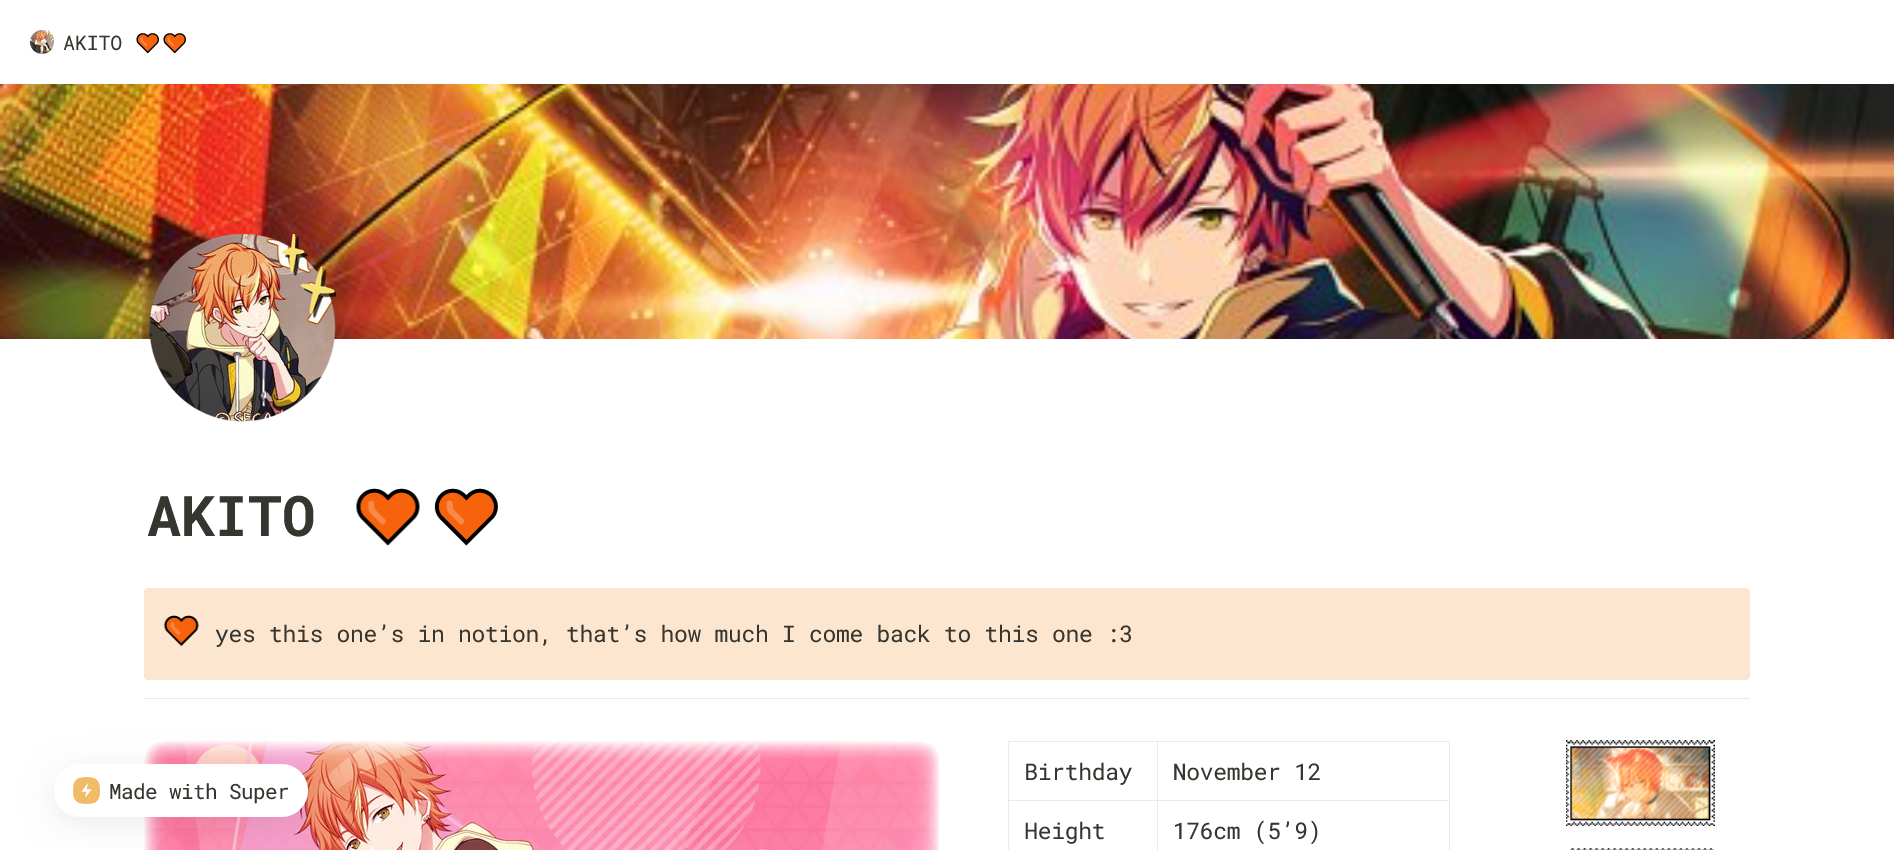 AKITO 🧡🧡
AKITO 🧡🧡
🧡 yes this one’s in notion, that’s how much I come back to this one :3
Birthday November 12
Made with Super
Height 176cm (5’9)